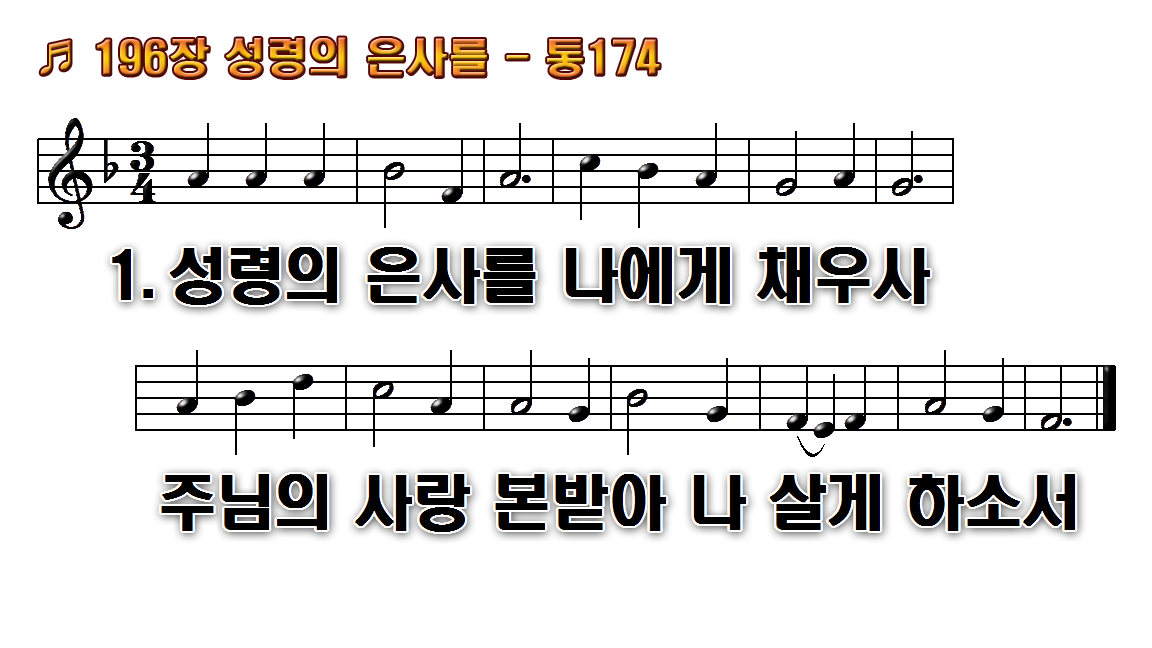 ♬ 196장 성령의 은사를 - 통174
3
4
1. 성령의 은사를 나에게 채우사
주님의 사랑 본받아 나 살게 하소서